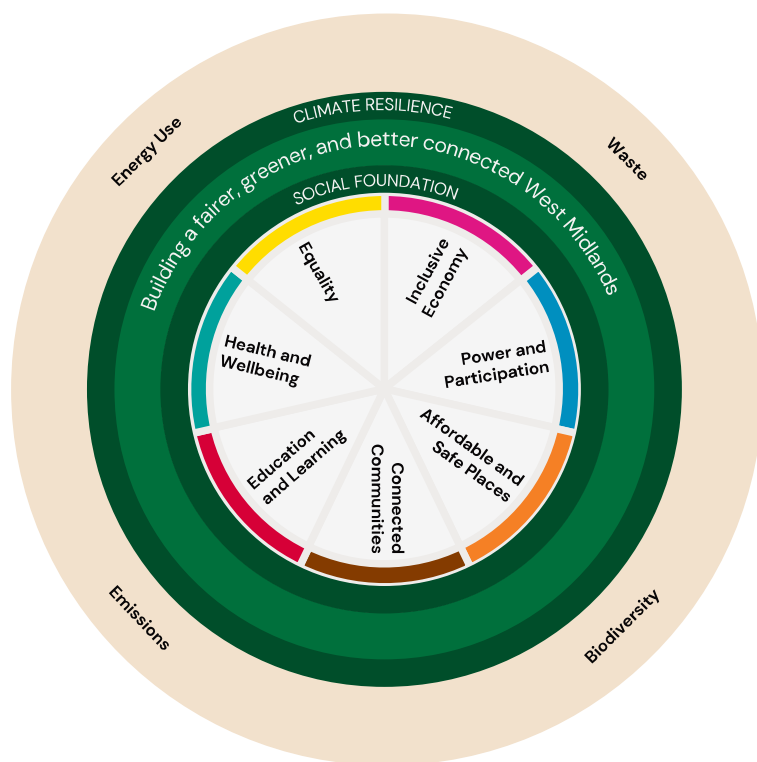 Energy Use
Waste
CLIMATE RESILIENCE
Building a fairer, greener, and better connected West Midlands
SOCIAL FOUNDATION
Equality
Inclusive
Economy
Health and
Wellbeing
Power and
Participation
Education
and Learning
Affordable and
Safe Places
Connected
Communities
Emissions
Biodiversity